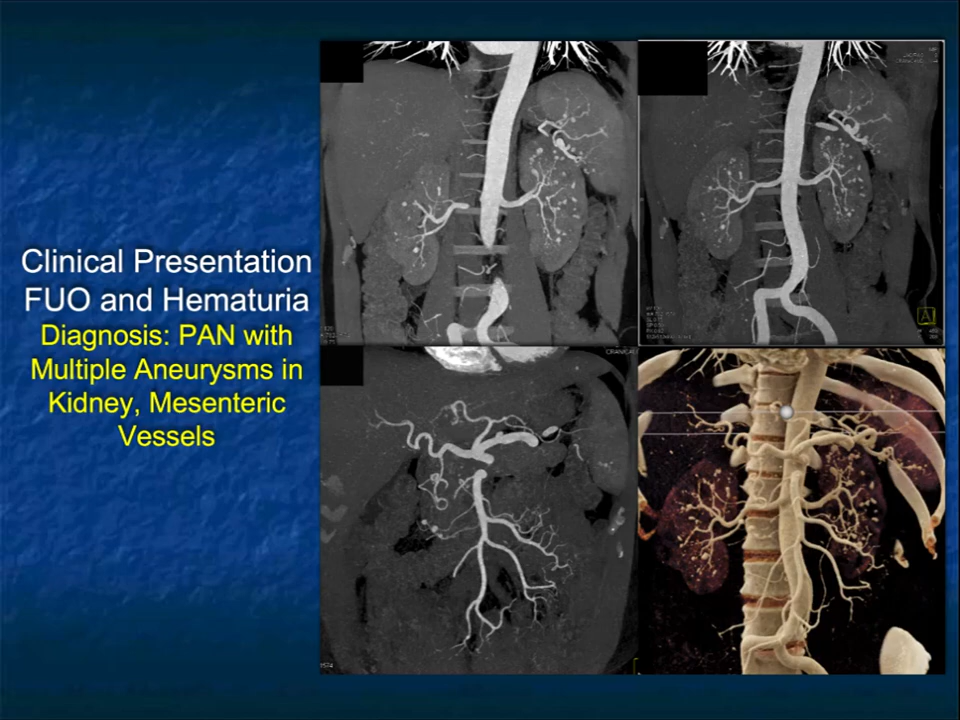 Clinical Presentation
FUO and Hematuria
Diagnosis: PAN with
Multiple Aneurysms in
Kidney, Mesenteric
Vessels
A